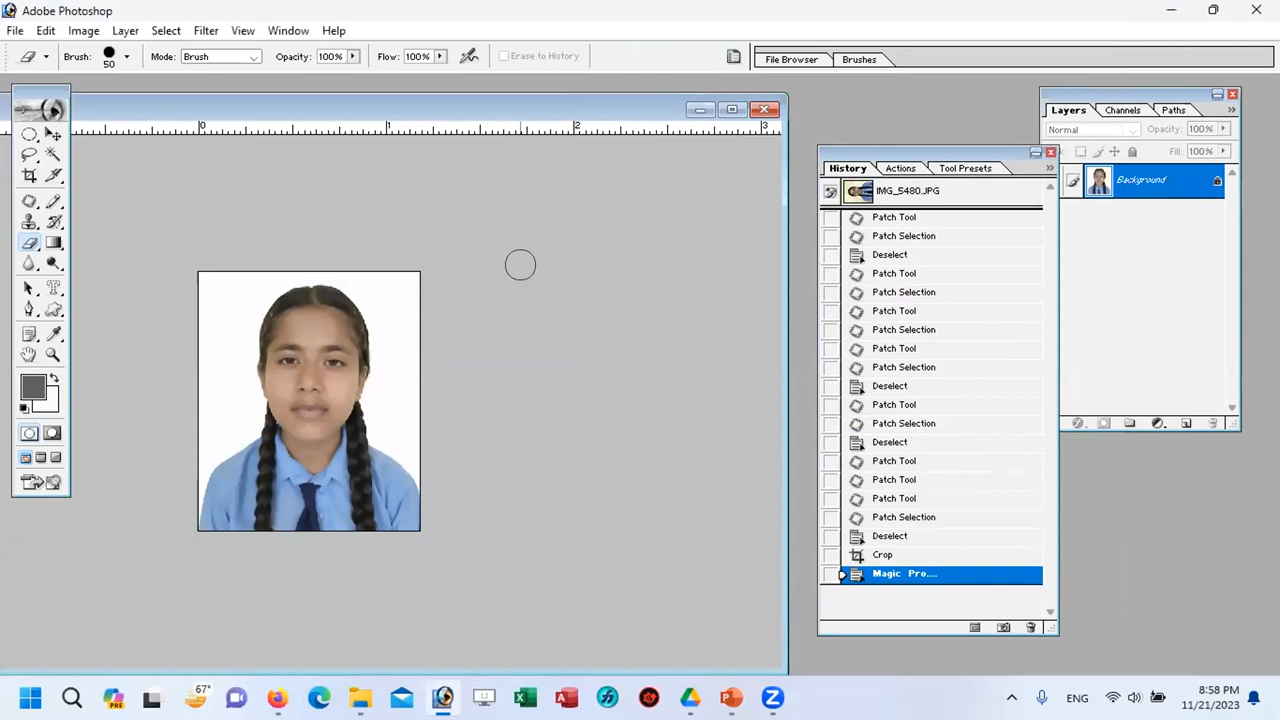 Adobe Photoshop
File Edit Image Layer Select Filter View Window Help
Brush: 50 Mode: Brush Opacity: 100% Flow: 100% Erase to History
File Browser Brushes
0 1 2 3
Layers Channels Paths
Normal Opacity: 100%
Fill: 100%
Background
History Actions Tool Presets
IMG_5480.JPG
Patch Tool
Patch Selection
Deselect
Patch Tool
Patch Selection
Patch Tool
Patch Selection
Patch Tool
Patch Selection
Deselect
Patch Tool
Patch Selection
Deselect
Patch Tool
Patch Selection
Patch Tool
Patch Selection
Deselect
Crop
Magic Pro....
PRE
67°
ENG
8:58 PM
11/21/2023